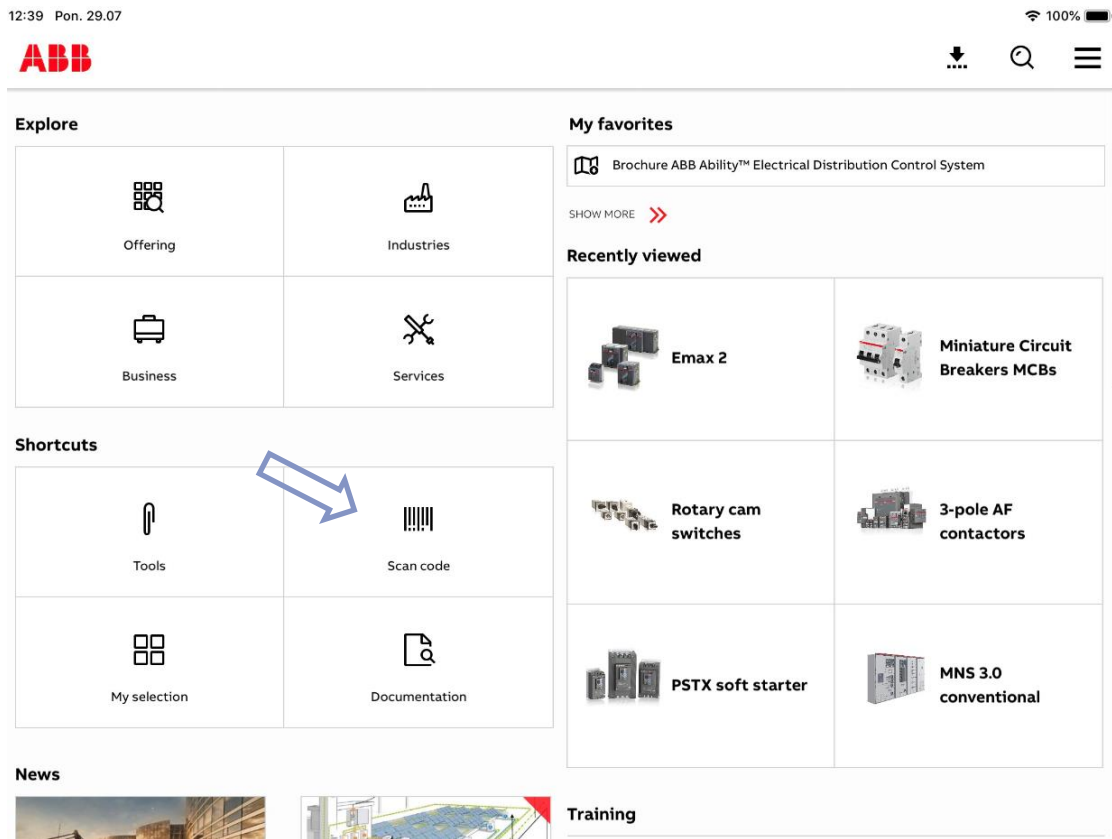 12:39 Pon. 29.07
100%
ABB
Explore
Offering
Industries
Business
Services
Shortcuts
Tools
Scan code
My selection
Documentation
News
My favorites
Brochure ABB Ability™ Electrical Distribution Control System
SHOW MORE
Recently viewed
Emax 2
Miniature Circuit
Breakers MCBs
Rotary cam
switches
3-pole AF
contactors
PSTX soft starter
MNS 3.0
conventional
Training